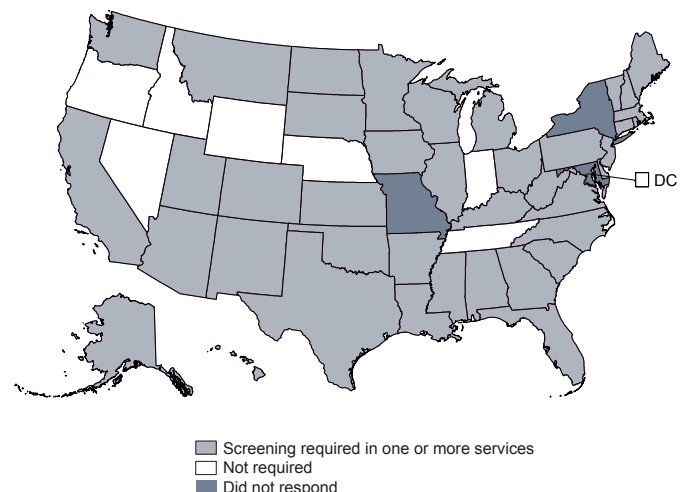 DC
Screening required in one or more services
Not required
Did not respond